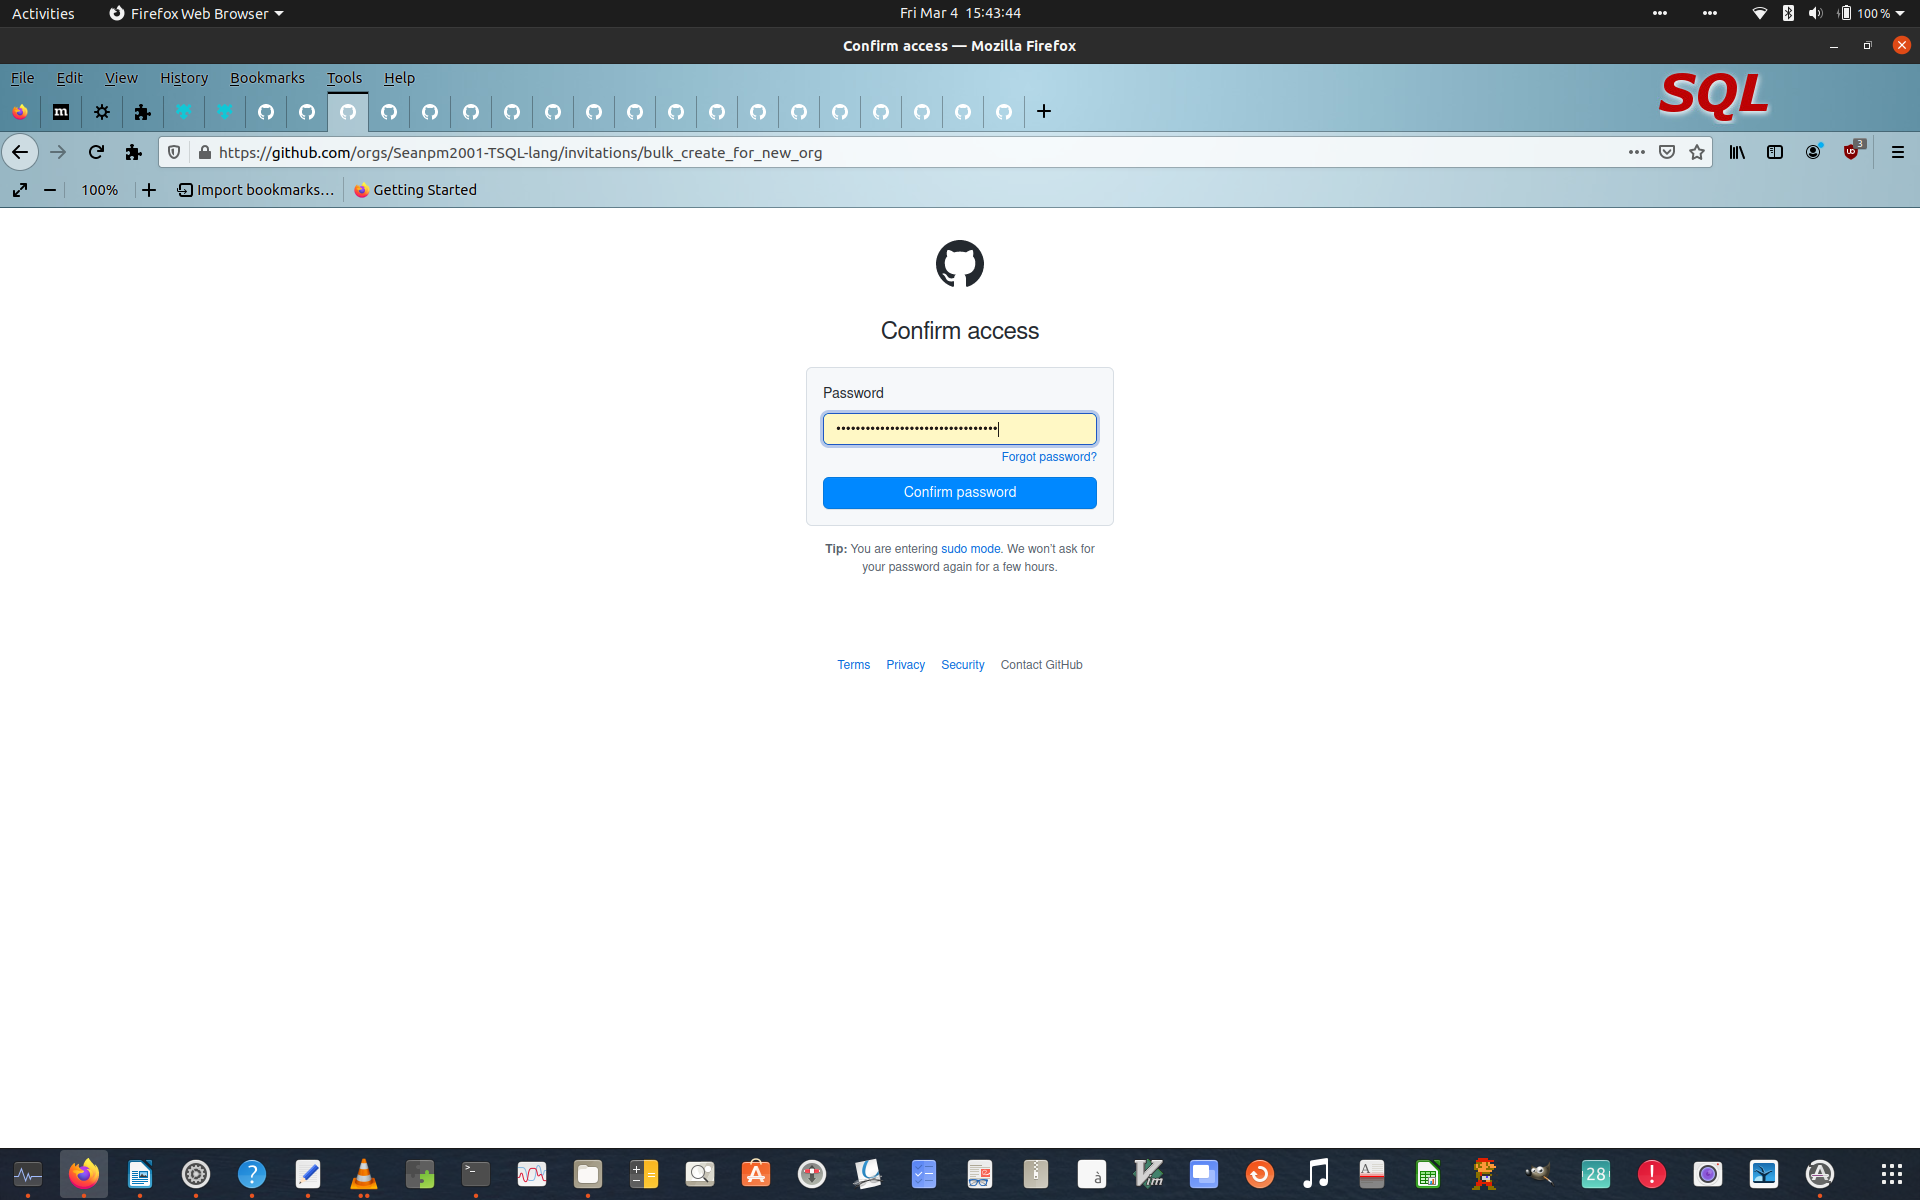 Activities
Firefox Web Browser
Fri Mar 4 15:43:44
100 %
Confirm access — Mozilla Firefox
File Edit View History Bookmarks Tools Help
SQL
m
https://github.com/orgs/Seanpm2001-TSQL-lang/invitations/bulk_create_for_new_org
3
100%
Import bookmarks…
Getting Started
Confirm access
Password
••••••••••••••••••••••••••••••••••
Forgot password?
Confirm password
Tip: You are entering sudo mode. We won't ask for
your password again for a few hours.
Terms Privacy Security Contact GitHub
?
>_
à
Vim
A
28
!